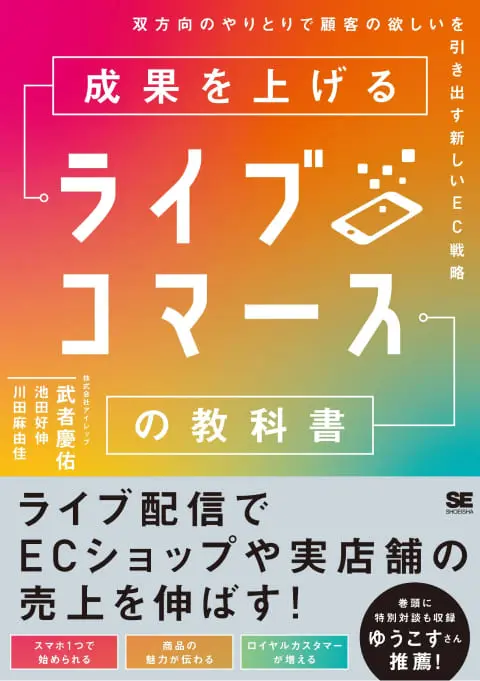 双方向のやりとりで顧客の欲しいを
引き出す新しいEC戦略
成果を上げる
ライブ
コマース
の教科書
株式会社アイレップ
武者慶佑
池田好伸
川田麻由佳
ライブ配信で
ECショップや実店舗の
売上を伸ばす!
SE
SHOEISHA
スマホ1つで
始められる
商品の
魅力が伝わる
ロイヤルカスタマー
が増える
巻頭に
特別対談も収録
ゆうこすさん
推薦!